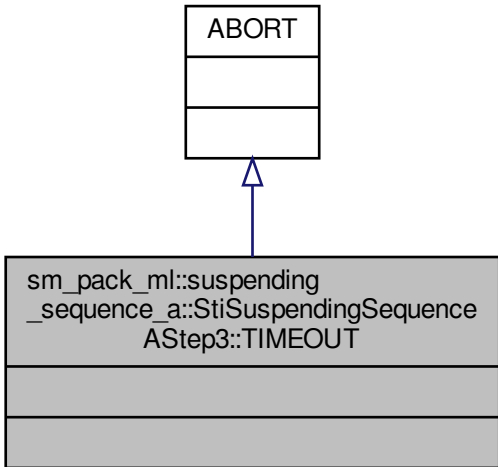 ABORT
sm_pack_ml::suspending
_sequence_a::StiSuspendingSequence
AStep3::TIMEOUT